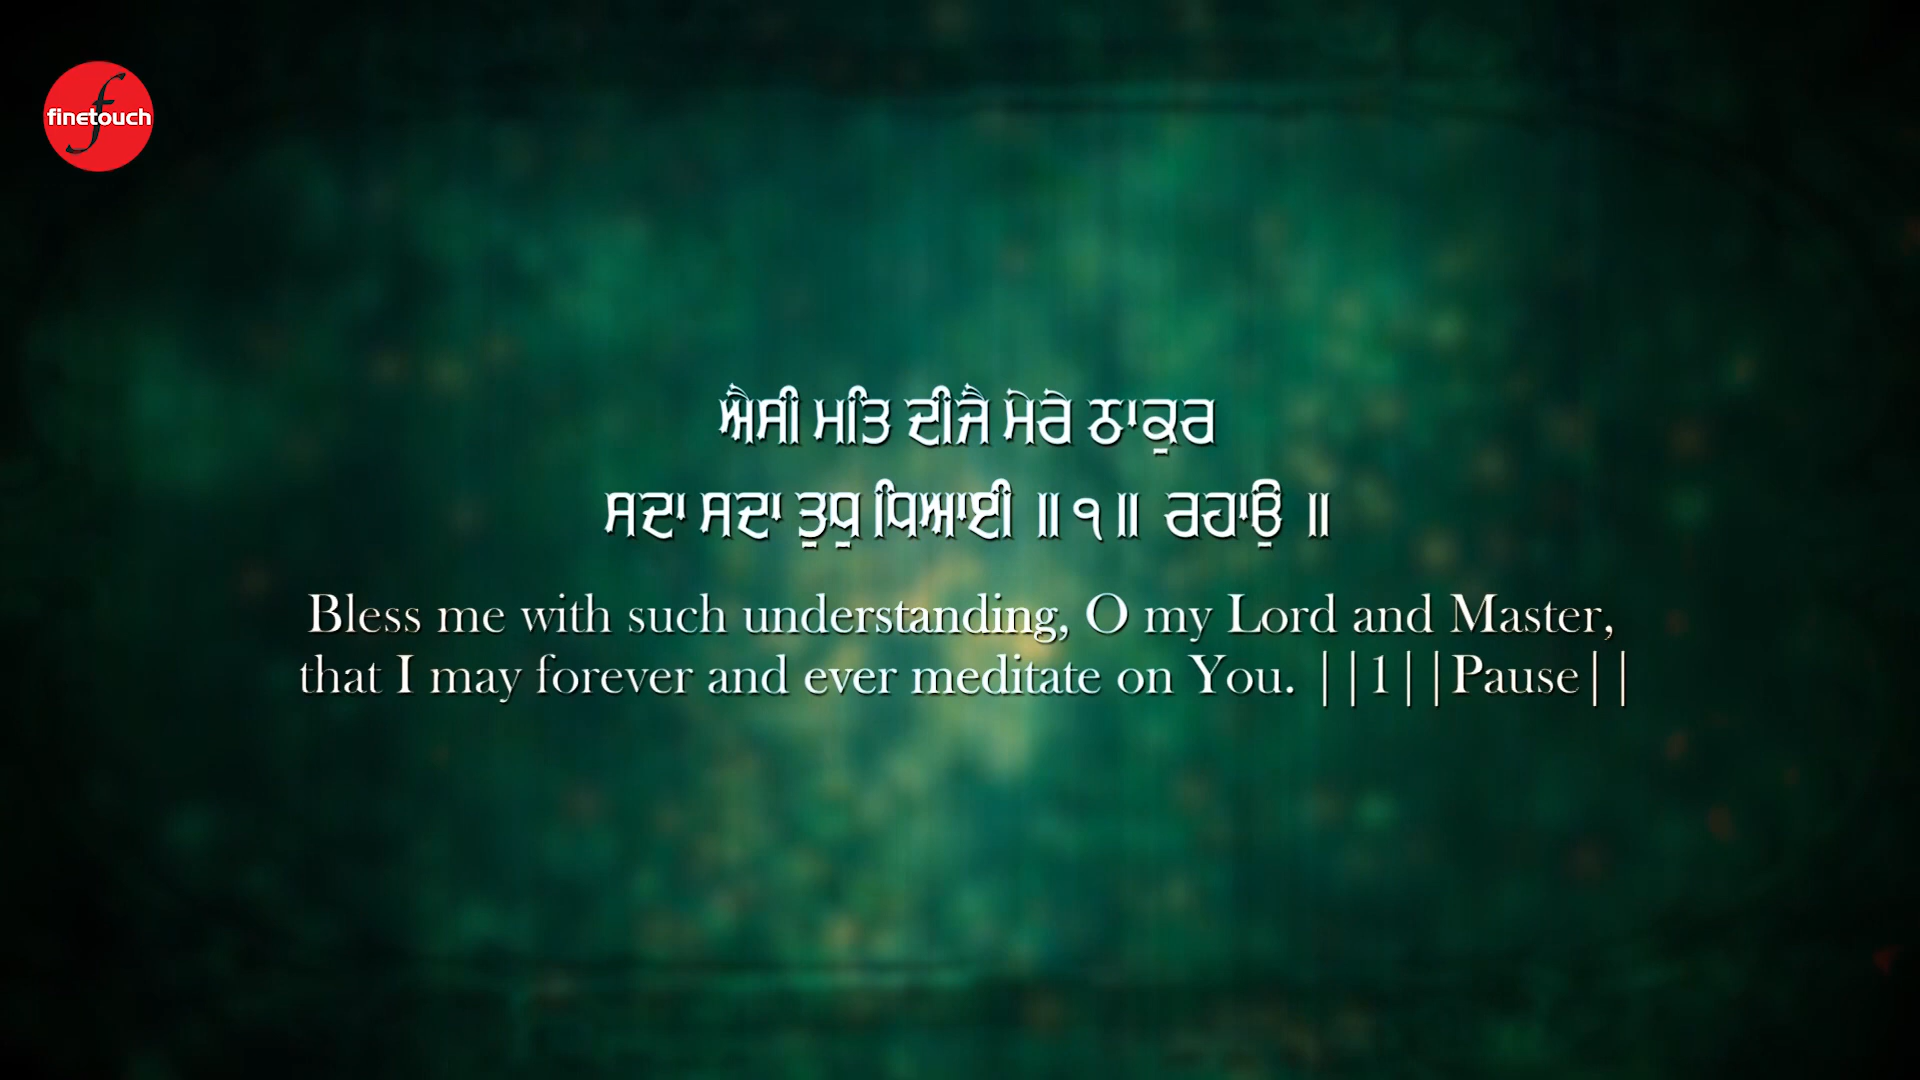 finetouch
ਐਸੀ ਮਤਿ ਦੀਜੈ ਮੇਰੇ ਠਾਕੁਰ
ਸਦਾ ਸਦਾ ਤੁਧੁ ਧਿਆਈ ॥੧॥ ਰਹਾਉ ॥
Bless me with such understanding, O my Lord and Master,
that I may forever and ever meditate on You. ||1||Pause||